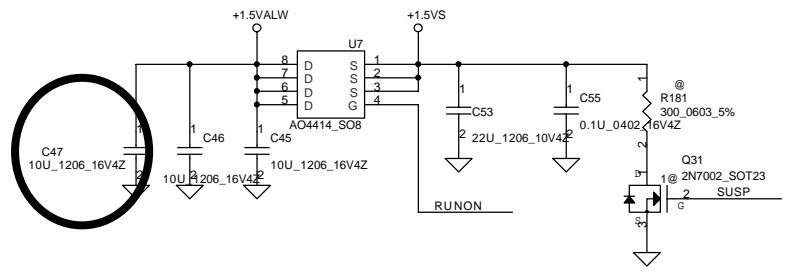 +1.5VALW
+1.5VS
U7
8 D S 1
7 D S 2
6 D S 3
5 D G 4
AO4414_SO8
1
C47
10U_1206_16V4Z
2
1
C46
10U_1206_16V4Z
2
1
C45
10U_1206_16V4Z
2
1
C53
2
22U_1206_10V4Z
1
C55
2
0.1U_0402_16V4Z
1
@
R181
300_0603_5%
2
Q31
1@
2N7002_SOT23
D 1
2
G
SUSP
S
3
RUNON